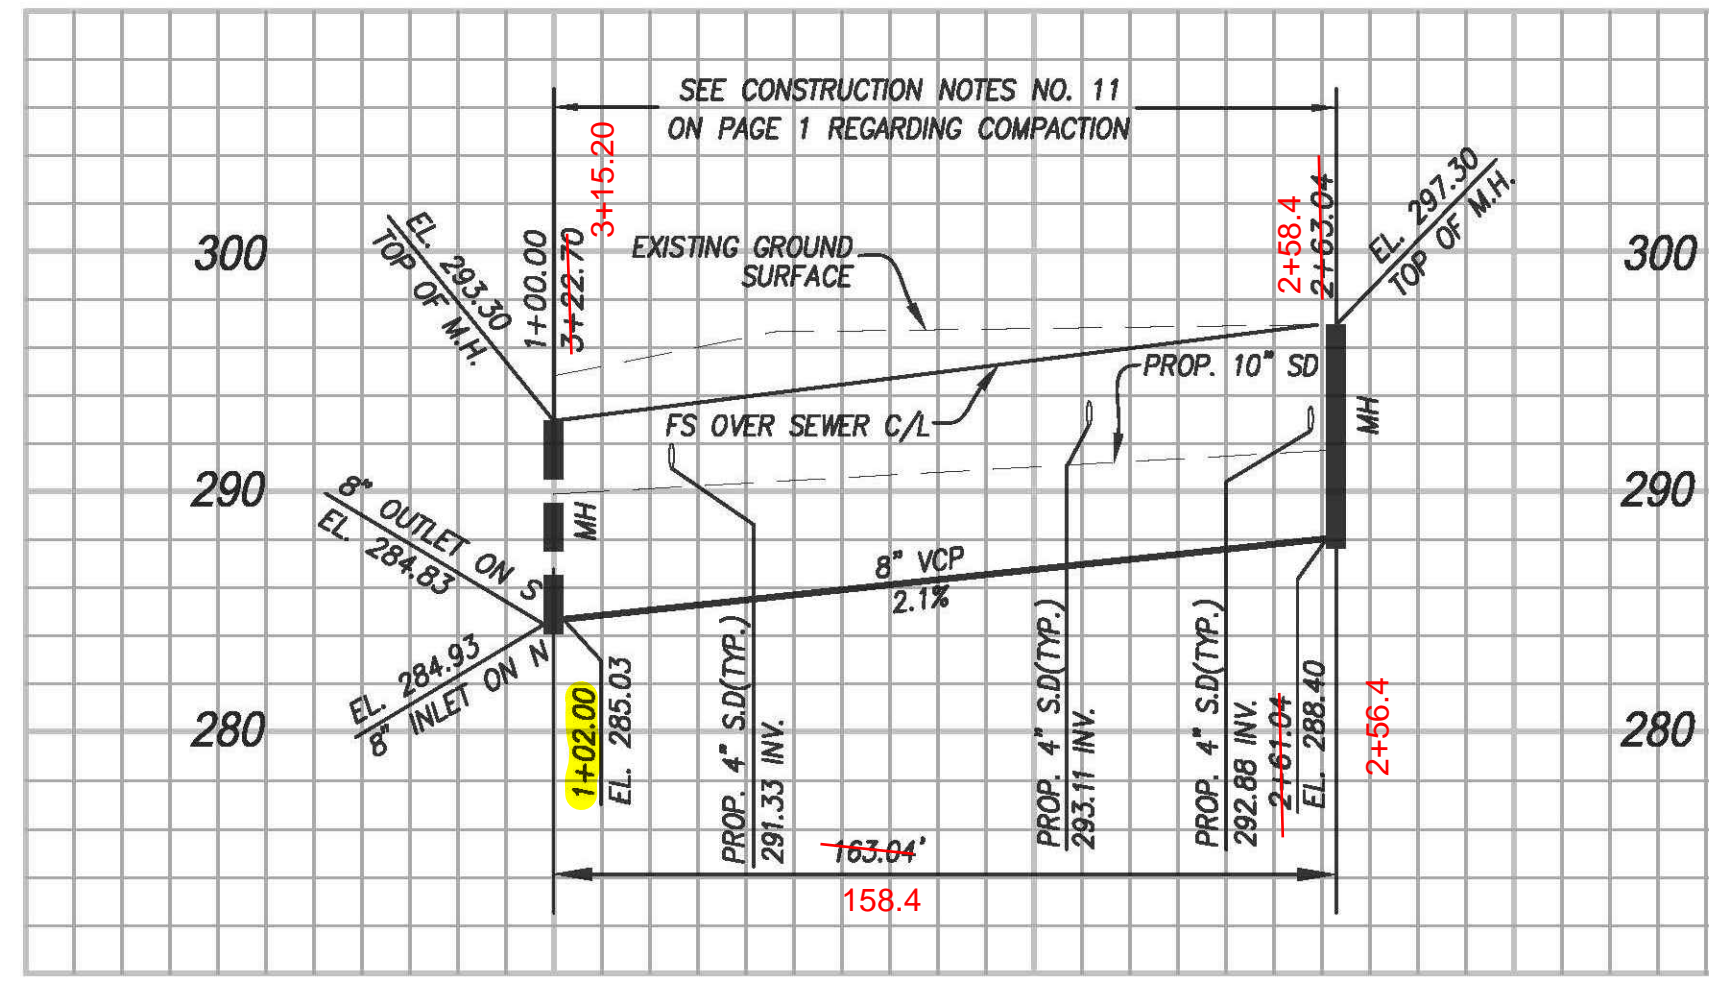 SEE CONSTRUCTION NOTES NO. 11
ON PAGE 1 REGARDING COMPACTION
3+15.20
1+00.00
3+22.70
2+58.4
2+63.04
EL. 293.30
TOP OF M.H.
EL. 297.30
TOP OF M.H.
300
300
EXISTING GROUND
SURFACE
PROP. 10" SD
FS OVER SEWER C/L
MH
290
290
8" OUTLET ON S
EL. 284.83
MH
8" VCP
2.1%
EL. 284.93
8" INLET ON N
280
280
1+02.00
EL. 285.03
PROP. 4" S.D(TYP.)
291.33 INV.
PROP. 4" S.D(TYP.)
293.11 INV.
PROP. 4" S.D(TYP.)
292.88 INV.
2+61.04
EL. 288.40
2+56.4
163.04'
158.4